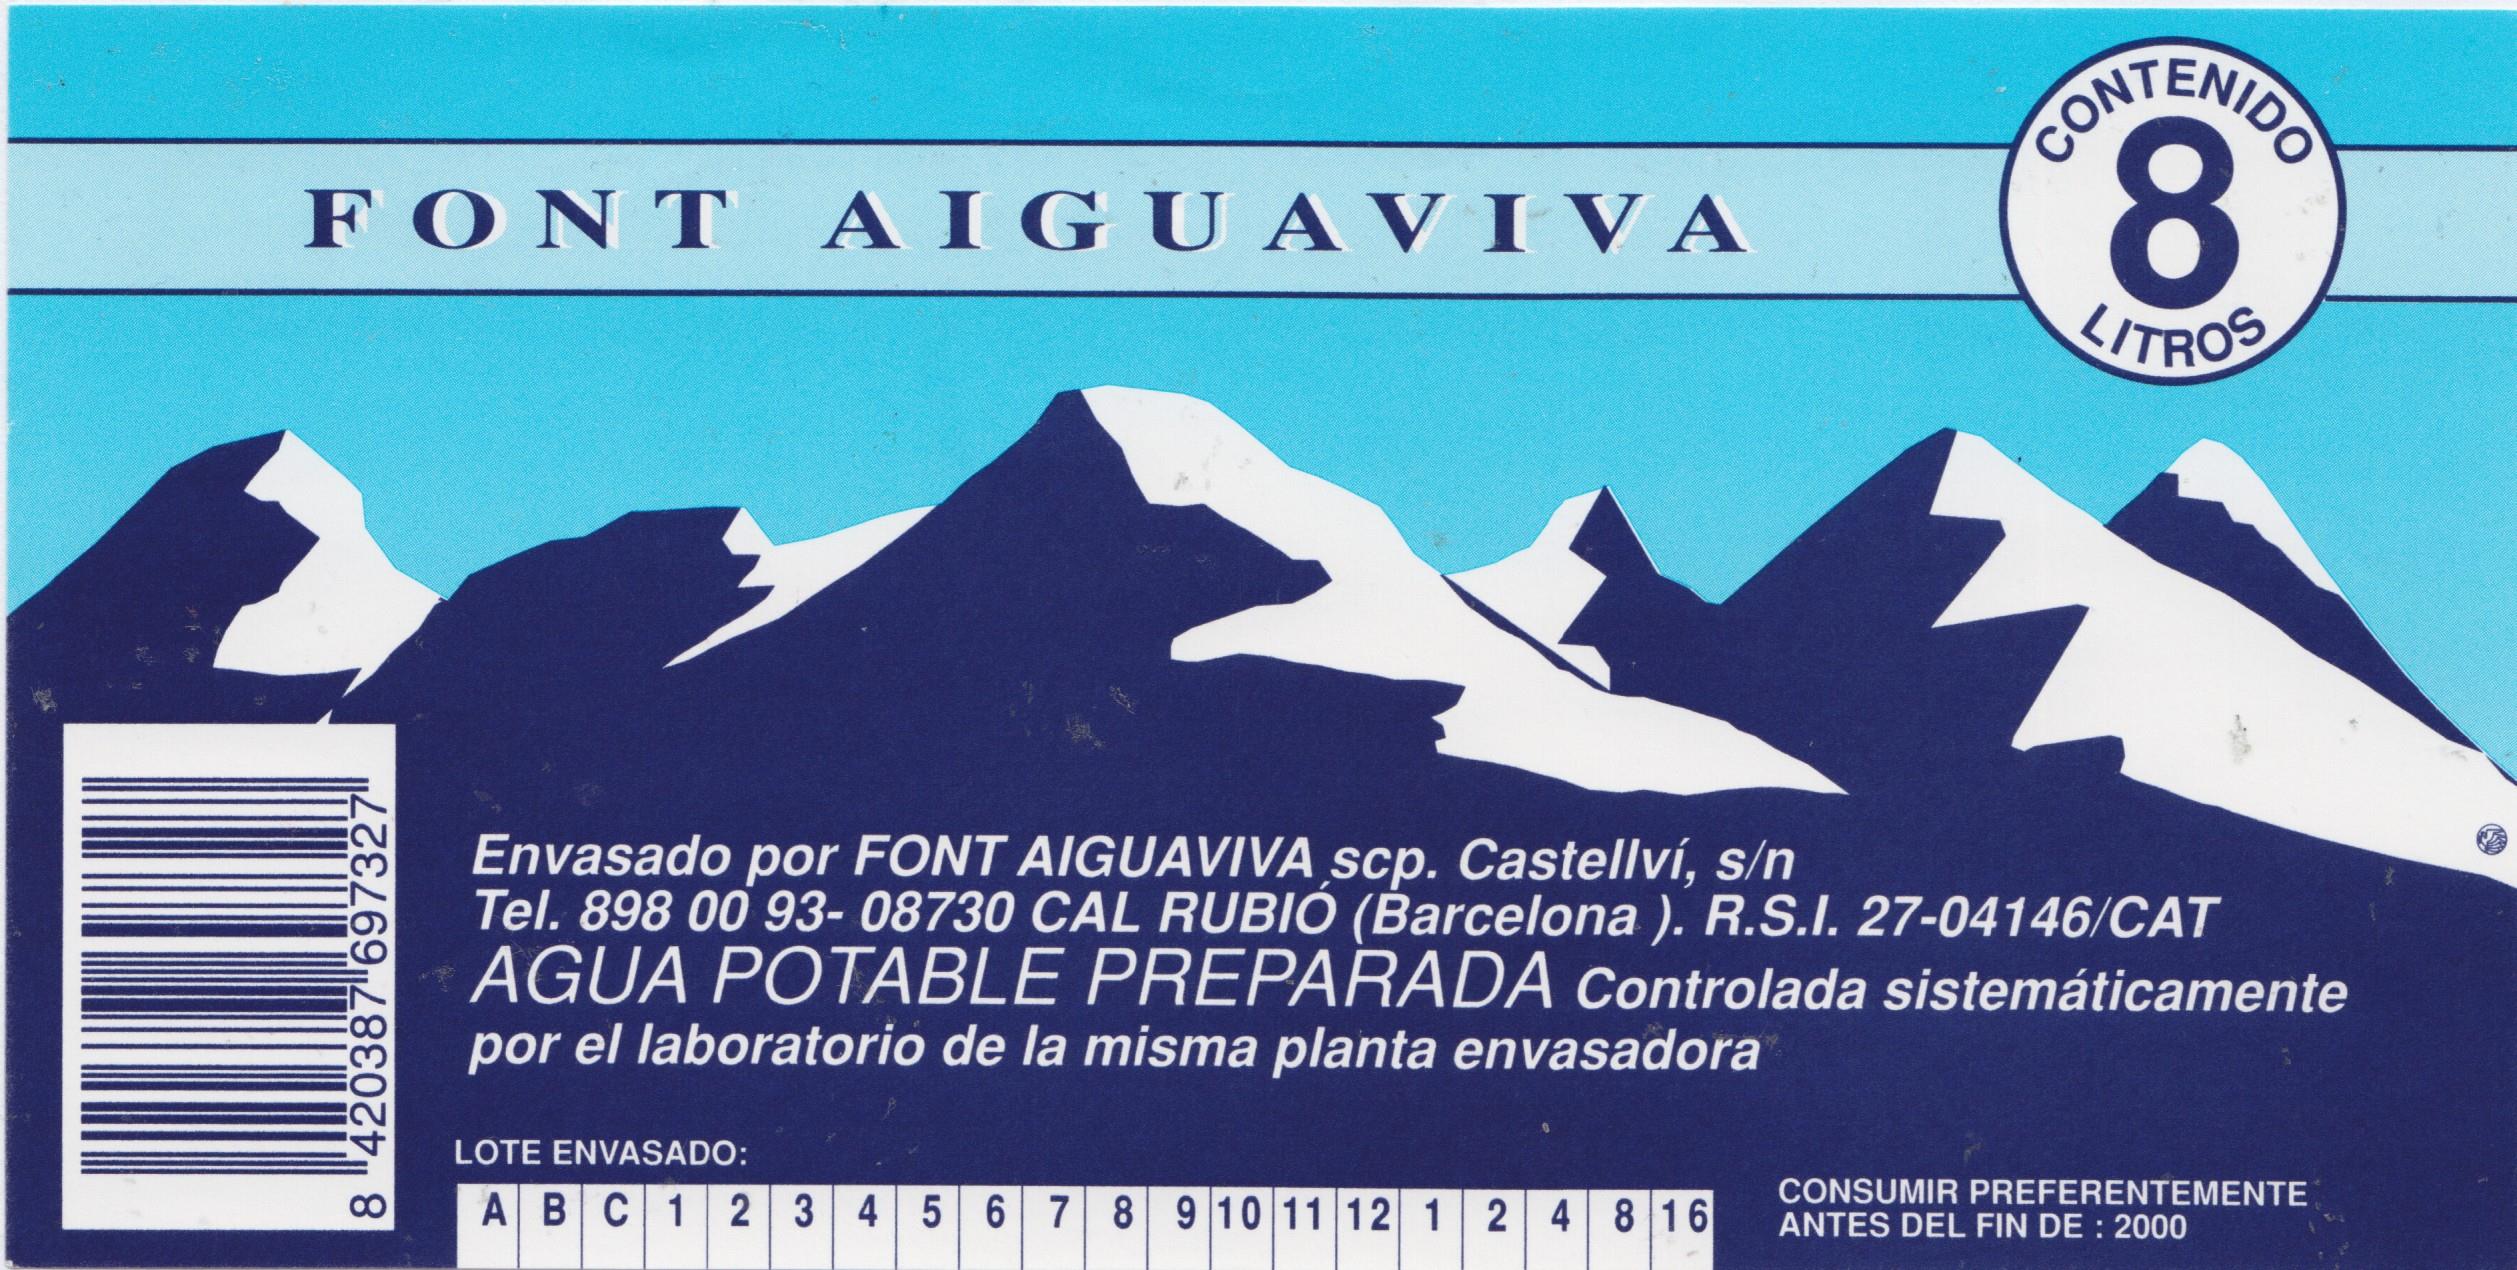 FONT AIGUAVIVA
CONTENIDO
8
LITROS
Envasado por FONT AIGUAVIVA scp. Castellví, s/n
Tel. 898 00 93- 08730 CAL RUBIÓ (Barcelona ). R.S.I. 27-04146/CAT
AGUA POTABLE PREPARADA Controlada sistemáticamente
por el laboratorio de la misma planta envasadora
8 420387 697327
LOTE ENVASADO:
A B C 1 2 3 4 5 6 7 8 9 10 11 12 1 2 4 8 16
CONSUMIR PREFERENTEMENTE
ANTES DEL FIN DE : 2000